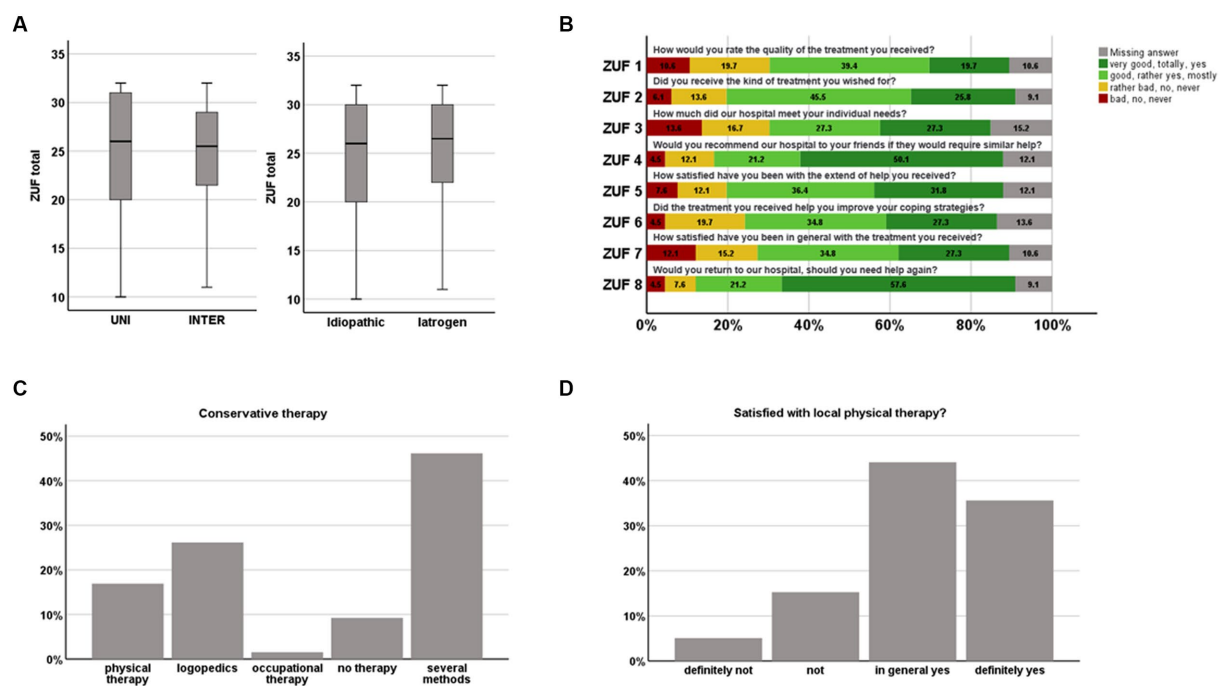 A
35
30
25
20
15
10
ZUF total
UNI INTER
35
30
25
20
15
10
ZUF total
Idiopathic Iatrogen
B
How would you rate the quality of the treatment you received?
ZUF 1 10.6 19.7 39.4 19.7 10.6
Did you receive the kind of treatment you wished for?
ZUF 2 6.1 13.6 45.5 25.8 9.1
How much did our hospital meet your individual needs?
ZUF 3 13.6 16.7 27.3 27.3 15.2
Would you recommend our hospital to your friends if they would require similar help?
ZUF 4 4.5 12.1 21.2 50.1 12.1
How satisfied have you been with the extend of help you received?
ZUF 5 7.6 12.1 36.4 31.8 12.1
Did the treatment you received help you improve your coping strategies?
ZUF 6 4.5 19.7 34.8 27.3 13.6
How satisfied have you been in general with the treatment you received?
ZUF 7 12.1 15.2 34.8 27.3 10.6
Would you return to our hospital, should you need help again?
ZUF 8 4.5 7.6 21.2 57.6 9.1
0% 20% 40% 60% 80% 100%
Missing answer
very good, totally, yes
good, rather yes, mostly
rather bad, no, never
bad, no, never
C
Conservative therapy
50%
40%
30%
20%
10%
0%
physical therapy
logopedics
occupational therapy
no therapy
several methods
D
Satisfied with local physical therapy?
50%
40%
30%
20%
10%
0%
definitely not
not
in general yes
definitely yes